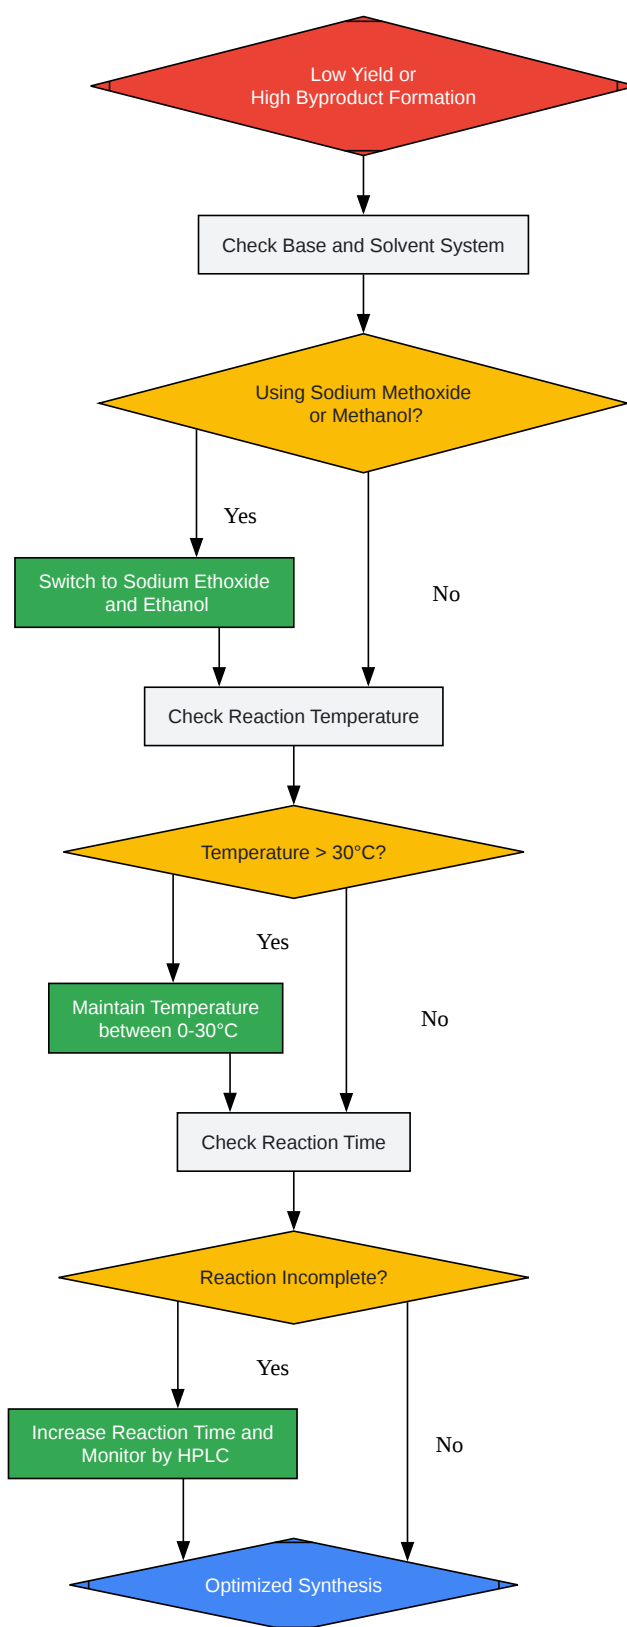 Low Yield or
High Byproduct Formation
Check Base and Solvent System
Using Sodium Methoxide
or Methanol?
Yes
Switch to Sodium Ethoxide
and Ethanol
No
Check Reaction Temperature
Temperature > 30°C?
Yes
Maintain Temperature
between 0-30°C
No
Check Reaction Time
Reaction Incomplete?
Yes
Increase Reaction Time and
Monitor by HPLC
No
Optimized Synthesis